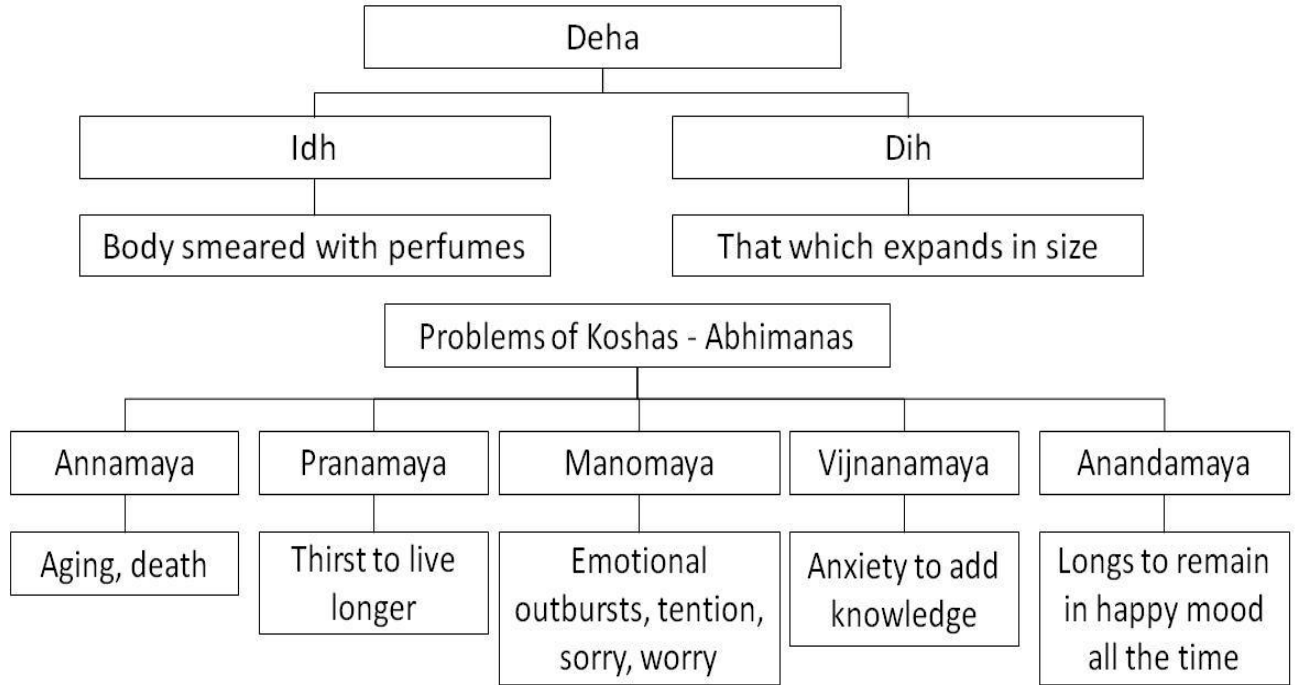 Deha
Idh
Dih
Body smeared with perfumes
That which expands in size
Problems of Koshas - Abhimanas
Annamaya
Pranamaya
Manomaya
Vijnanamaya
Anandamaya
Aging, death
Thirst to live
longer
Emotional
outbursts, tention,
sorry, worry
Anxiety to add
knowledge
Longs to remain
in happy mood
all the time